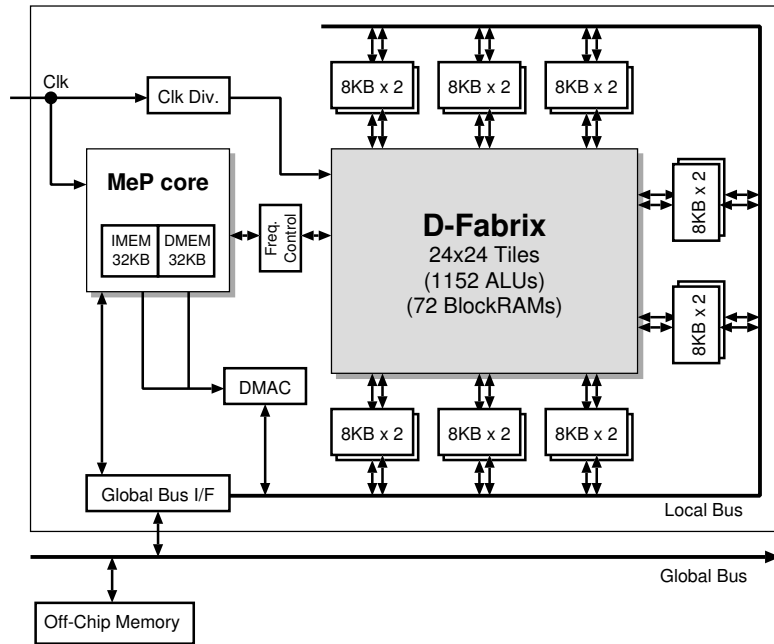 Clk
Clk Div.
8KB x 2
8KB x 2
8KB x 2
MeP core
IMEM
32KB
DMEM
32KB
Freq.
Control
D-Fabrix
24x24 Tiles
(1152 ALUs)
(72 BlockRAMs)
8KB x 2
8KB x 2
DMAC
8KB x 2
8KB x 2
8KB x 2
Global Bus I/F
Local Bus
Global Bus
Off-Chip Memory